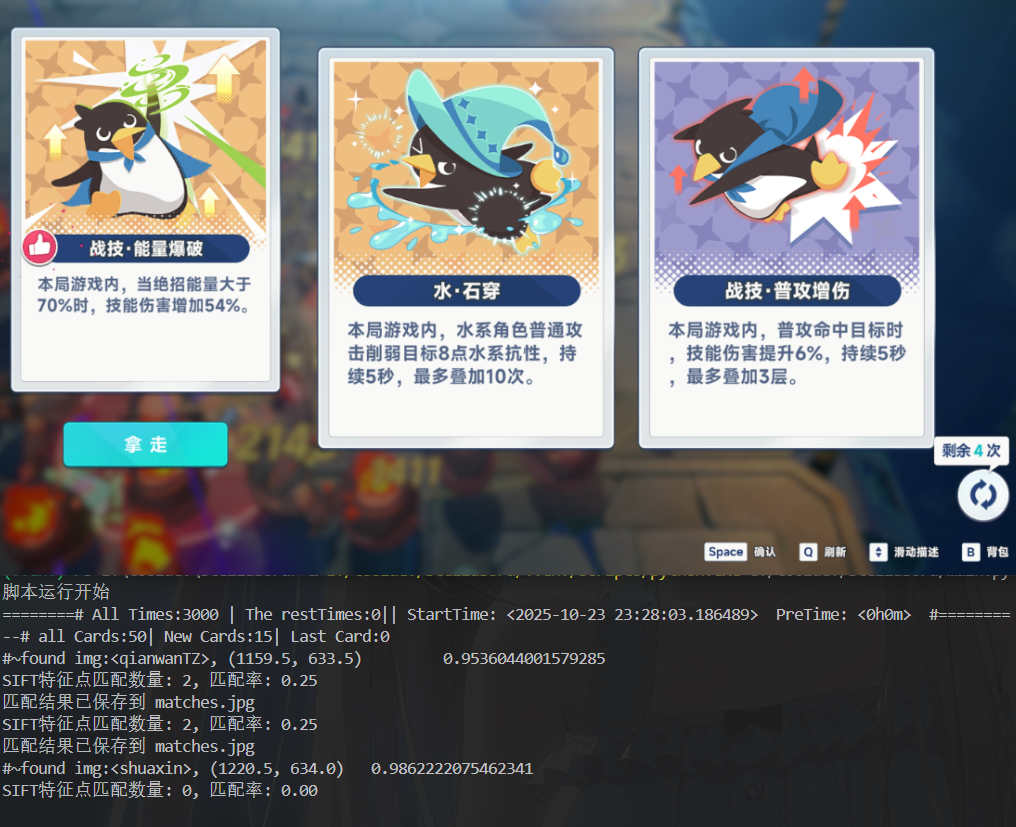 战技·能量爆破
本局游戏内，当绝招能量大于
70%时，技能伤害增加54%。
拿走
水·石穿
本局游戏内，水系角色普通攻
击削弱目标8点水系抗性，持
续5秒，最多叠加10次。
战技·普攻增伤
本局游戏内，普攻命中目标时
，技能伤害提升6%，持续5秒
，最多叠加3层。
剩余4次
Space 确认
Q 刷新
滑动描述
B 背包
脚本运行开始
========# All Times:3000 | The restTimes:0|| StartTime: <2025-10-23 23:28:03.186489>  PreTime: <0h0m>  #========
--# all Cards:50| New Cards:15| Last Card:0
#~found img:<qianwanTZ>, (1159.5, 633.5)         0.9536044001579285
SIFT特征点匹配数量: 2, 匹配率: 0.25
匹配结果已保存到 matches.jpg
SIFT特征点匹配数量: 2, 匹配率: 0.25
匹配结果已保存到 matches.jpg
#~found img:<shuaxin>, (1220.5, 634.0)   0.9862222075462341
SIFT特征点匹配数量: 0, 匹配率: 0.00